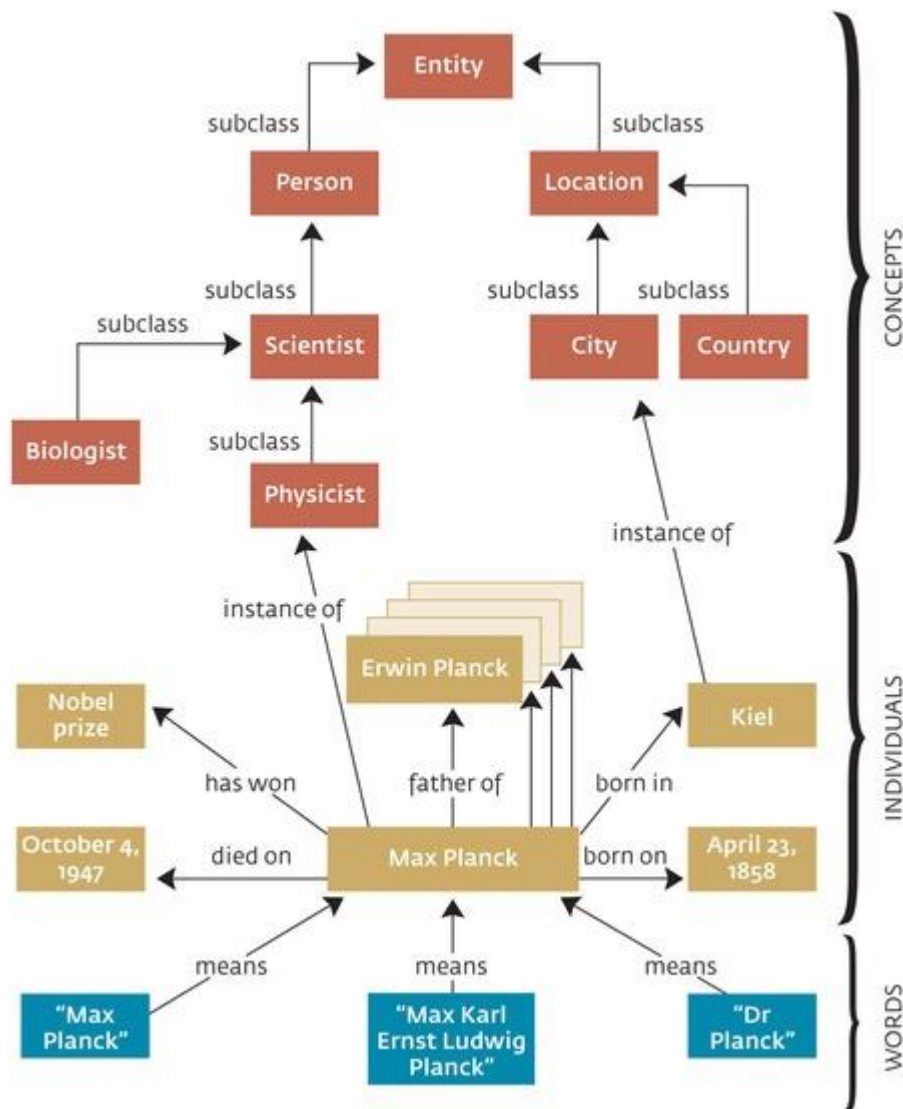 Entity
subclass
subclass
Person
Location
subclass
subclass
subclass
subclass
Scientist
City
Country
Biologist
subclass
Physicist
instance of
instance of
Erwin Planck
Nobel
prize
Kiel
has won
father of
born in
October 4,
1947
died on
Max Planck
born on
April 23,
1858
means
means
means
"Max
Planck"
"Max Karl
Ernst Ludwig
Planck"
"Dr
Planck"
CONCEPTS
INDIVIDUALS
WORDS